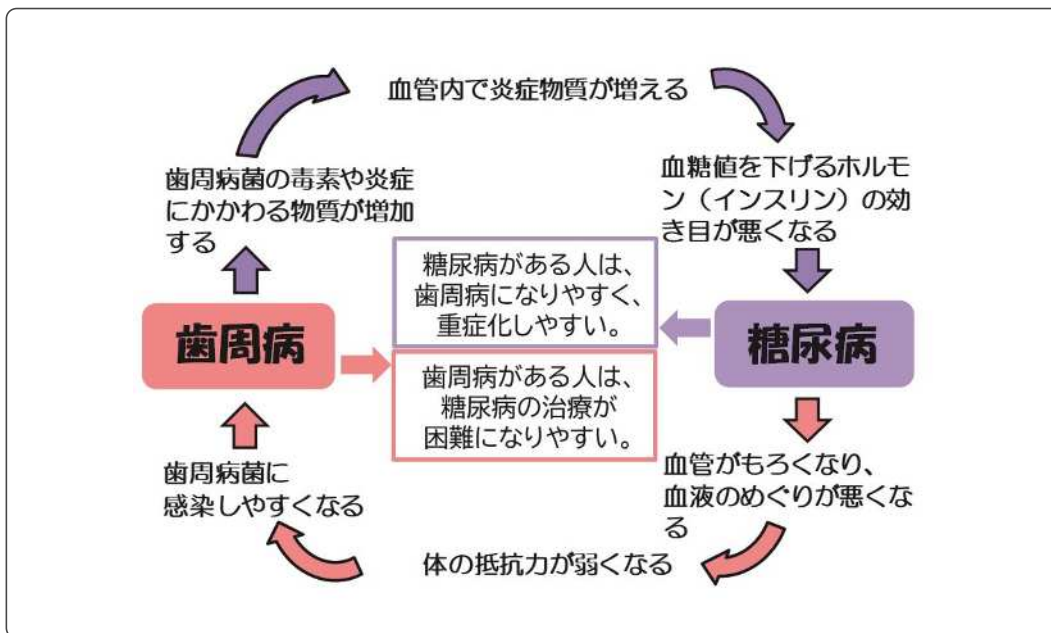 血管内で炎症物質が増える
歯周病菌の毒素や炎症
にかかわる物質が増加
する
血糖値を下げるホルモ
ン（インスリン）の効
き目が悪くなる
糖尿病がある人は、
歯周病になりやすく、
重症化しやすい。
歯周病
糖尿病
歯周病がある人は、
糖尿病の治療が
困難になりやすい。
歯周病菌に
感染しやすくなる
血管がもろくなり、
血液のめぐりが悪くな
る
体の抵抗力が弱くなる